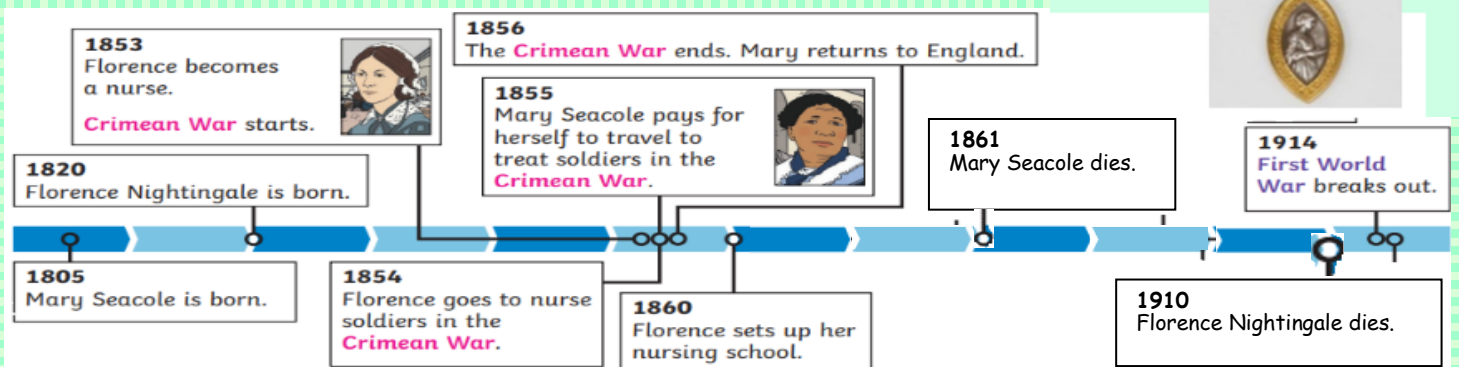 1853
Florence becomes
a nurse.
Crimean War starts.
1856
The Crimean War ends. Mary returns to England.
1855
Mary Seacole pays for
herself to travel to
treat soldiers in the
Crimean War.
1820
Florence Nightingale is born.
1861
Mary Seacole dies.
1914
First World
War breaks out.
1805
Mary Seacole is born.
1854
Florence goes to nurse
soldiers in the
Crimean War.
1860
Florence sets up her
nursing school.
1910
Florence Nightingale dies.